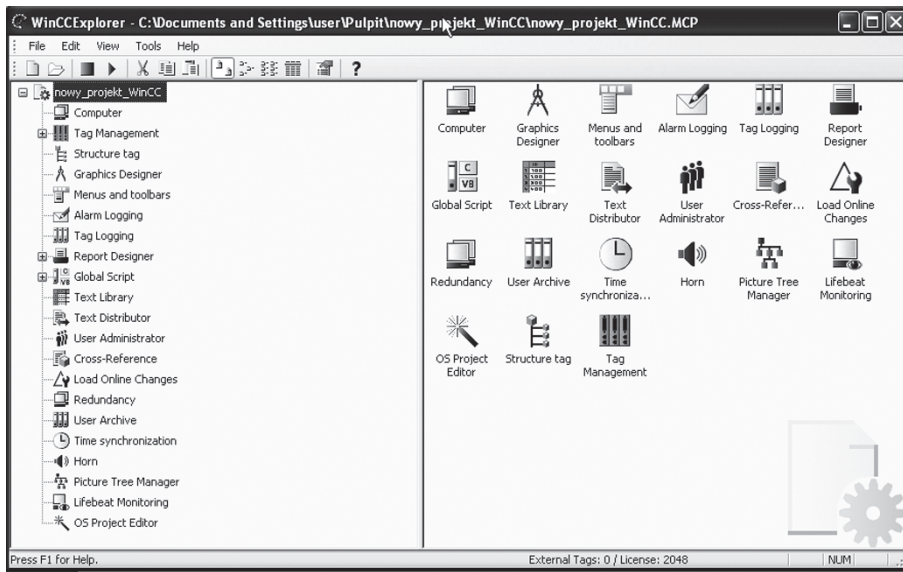 WinCCExplorer - C:\Documents and Settings\user\Pulpit\nowy_projekt_WinCC\nowy_projekt_WinCC.MCP
File Edit View Tools Help
nowy_projekt_WinCC
Computer
Tag Management
Structure tag
Graphics Designer
Menus and toolbars
Alarm Logging
Tag Logging
Report Designer
Global Script
Text Library
Text Distributor
User Administrator
Cross-Reference
Load Online Changes
Redundancy
User Archive
Time synchronization
Horn
Picture Tree Manager
Lifebeat Monitoring
OS Project Editor
Computer
Graphics
Designer
Menus and
toolbars
Alarm Logging
Tag Logging
Report
Designer
C
VB
Global Script
Text Library
Text
Distributor
User
Administrator
Cross-Refer...
Load Online
Changes
Redundancy
User Archive
Time
synchroniza...
Horn
Picture Tree
Manager
Lifebeat
Monitoring
OS Project
Editor
Structure tag
Tag
Management
Press F1 for Help.
External Tags: 0 / License: 2048
NUM